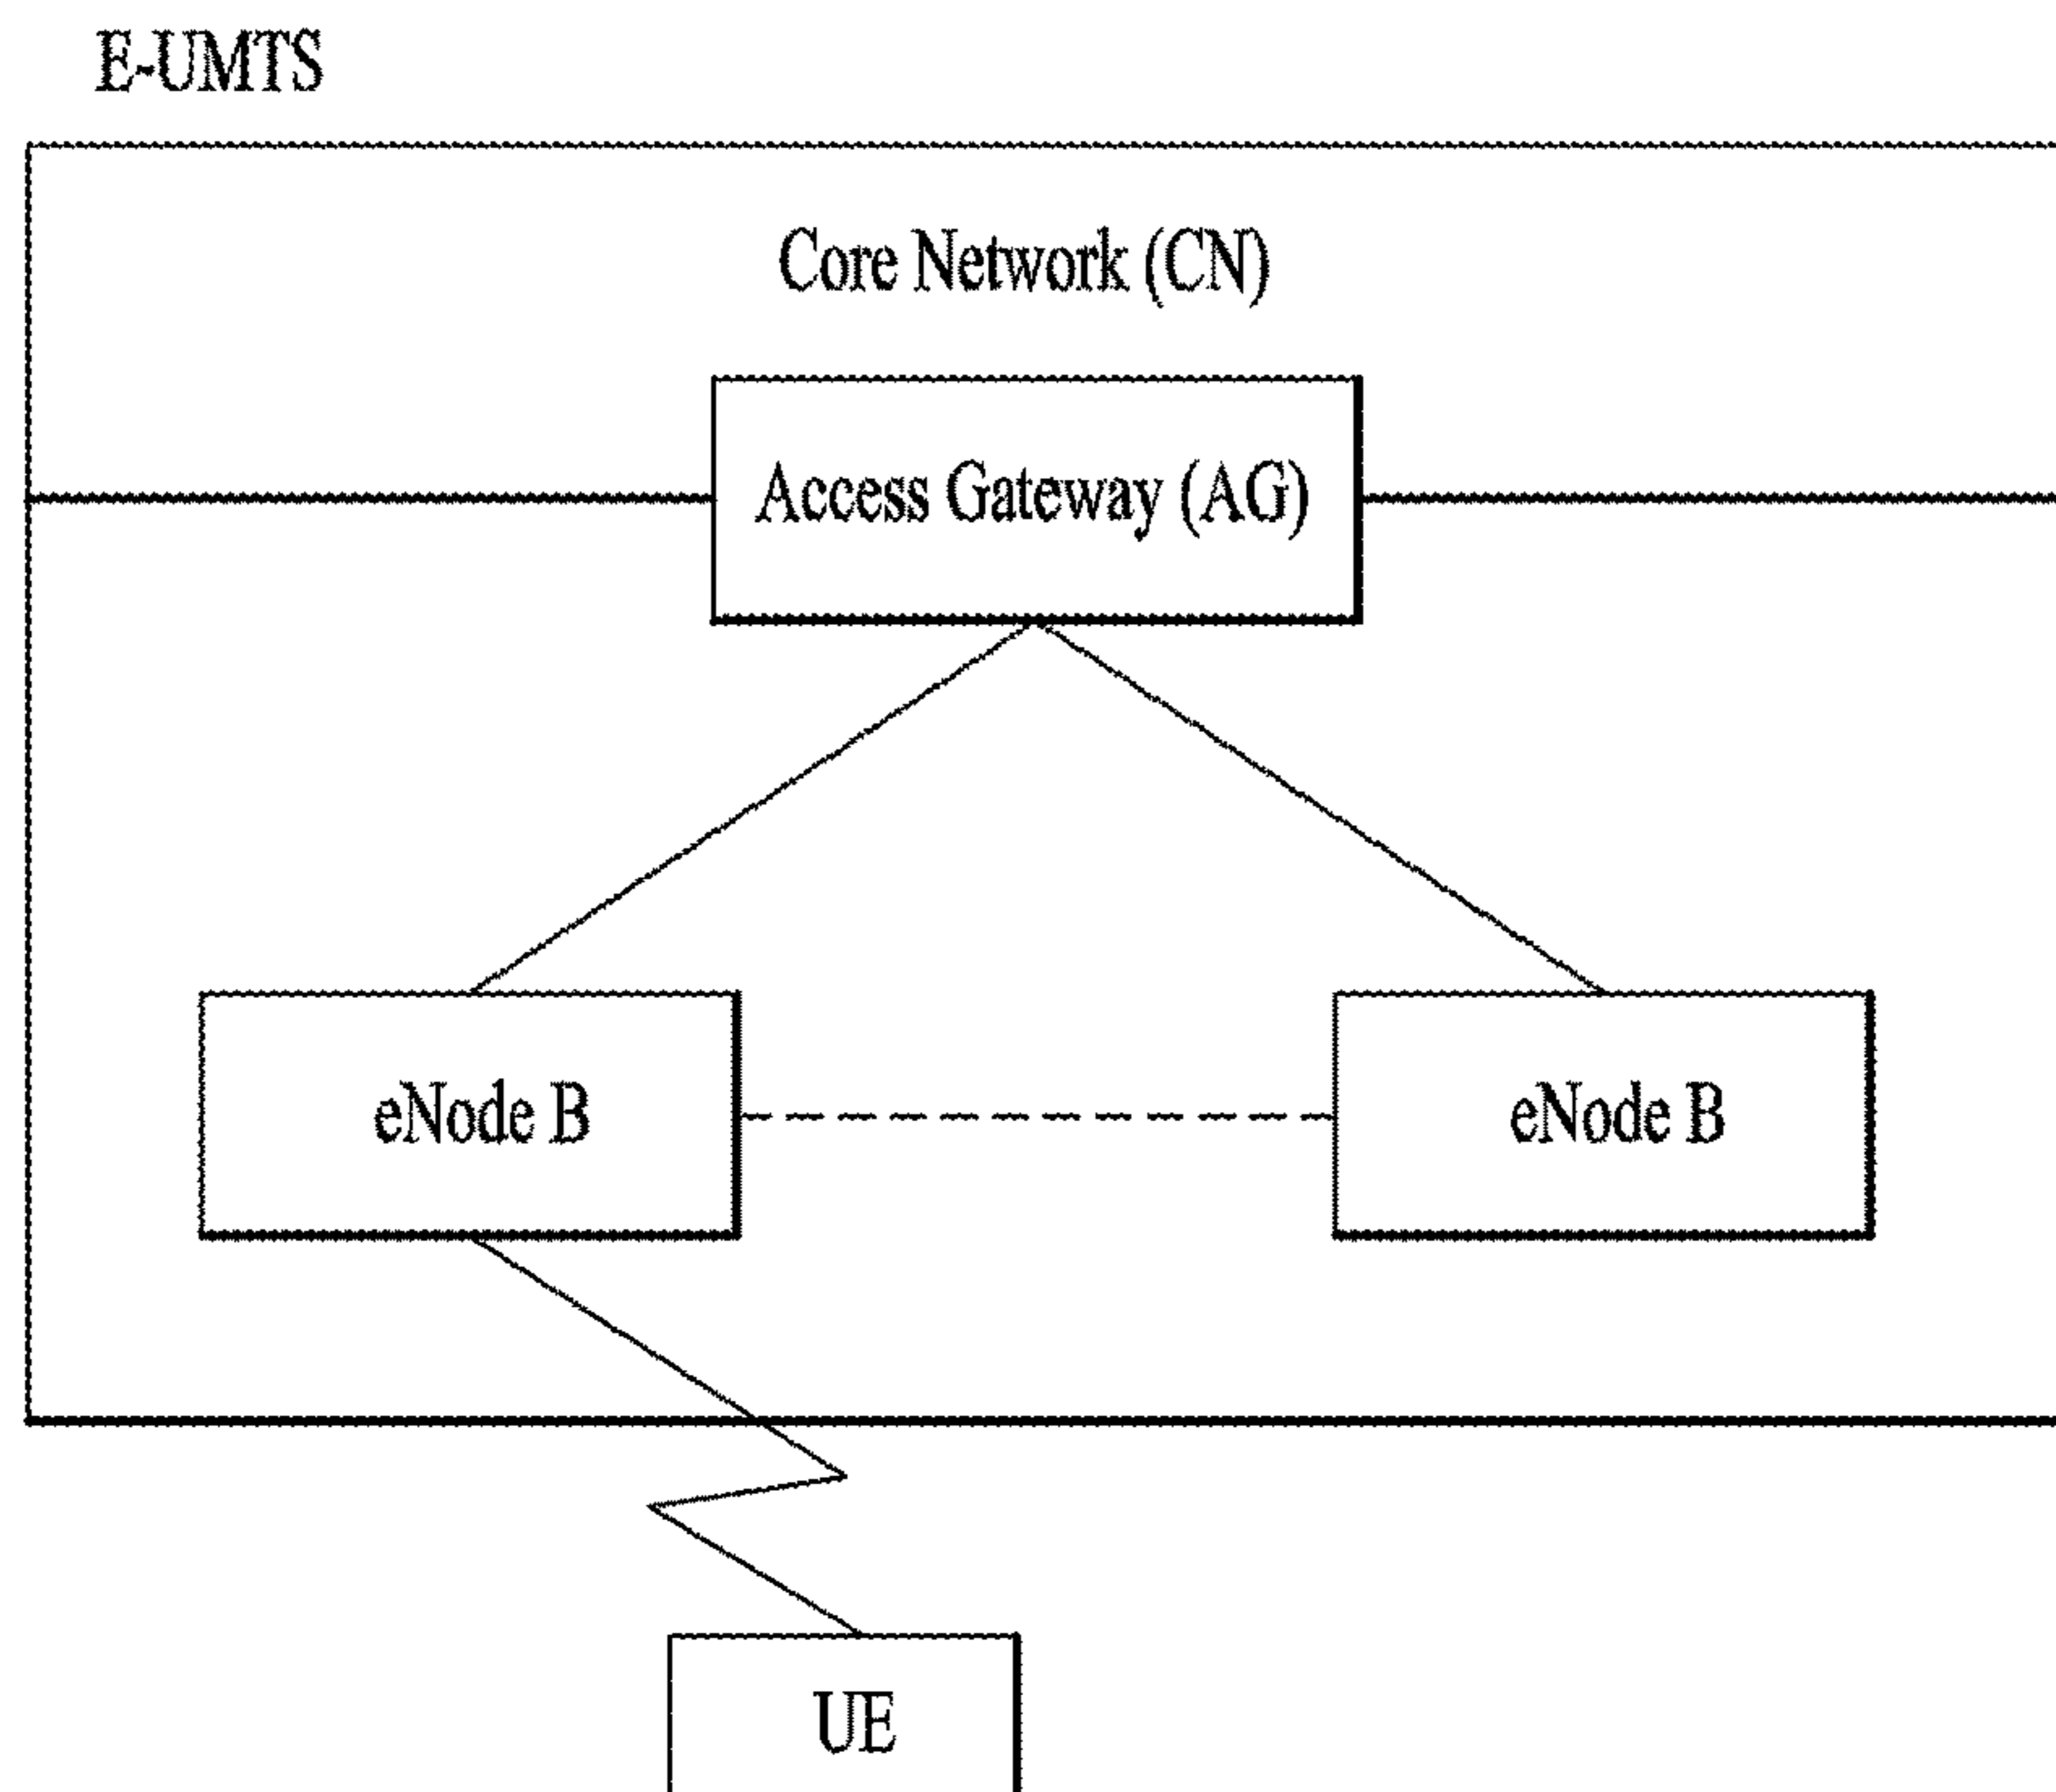 E-UMTS
Core Network (CN)
Access Gateway (AG)
eNode B
eNode B
UE